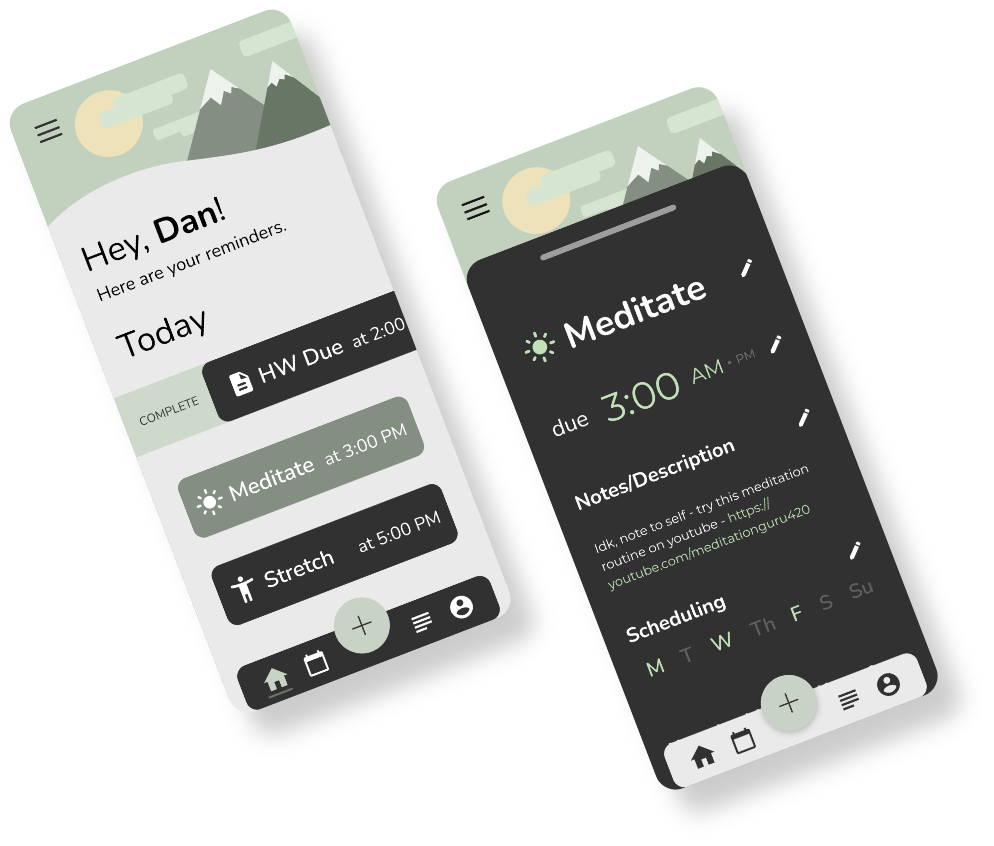 Hey, Dan!
Here are your reminders.
Today
COMPLETE
HW Due at 2:00
Meditate at 3:00 PM
Stretch at 5:00 PM
Meditate
due 3:00 AM • PM
Notes/Description
Idk, note to self - try this meditation
routine on youtube - https://
youtube.com/meditationguru420
Scheduling
M T W Th F S Su